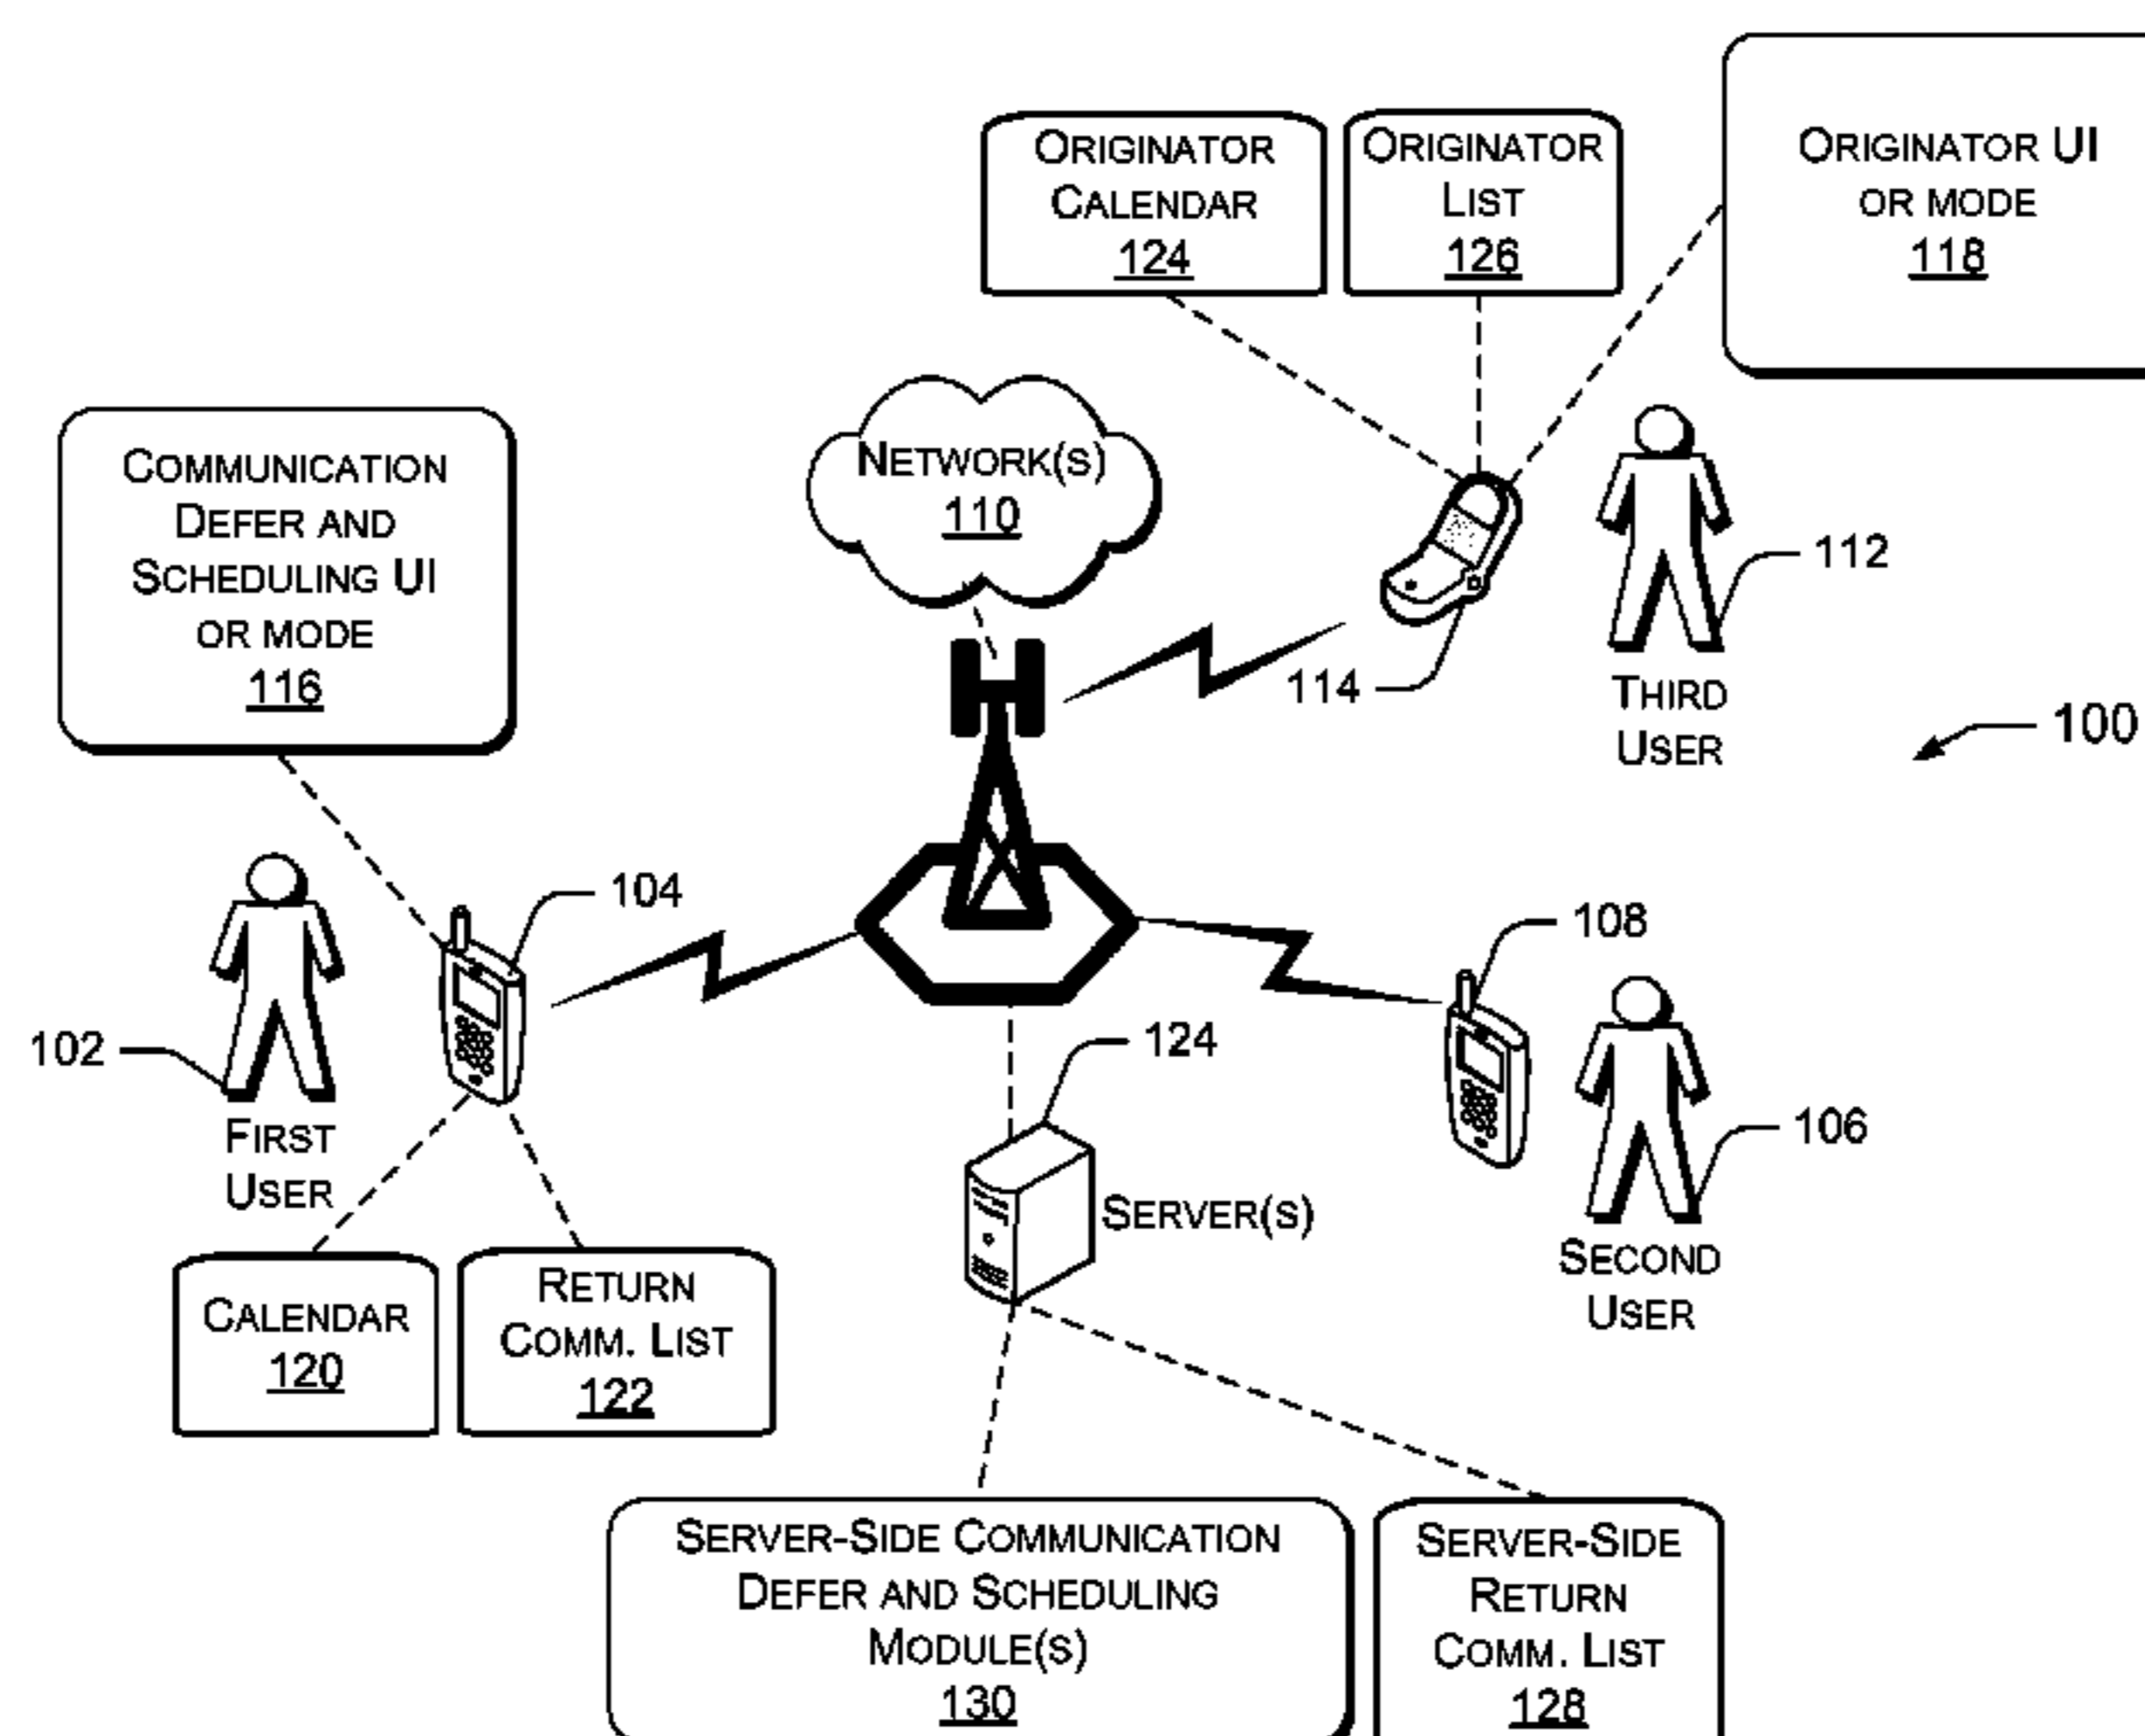 ORIGINATOR
CALENDAR
124
ORIGINATOR
LIST
126
ORIGINATOR UI
OR MODE
118
NETWORK(S)
110
COMMUNICATION
DEFER AND
SCHEDULING UI
OR MODE
116
112
114
THIRD
USER
100
104
108
102
FIRST
USER
124
SERVER(S)
106
SECOND
USER
CALENDAR
120
RETURN
COMM. LIST
122
SERVER-SIDE COMMUNICATION
DEFER AND SCHEDULING
MODULE(S)
130
SERVER-SIDE
RETURN
COMM. LIST
128